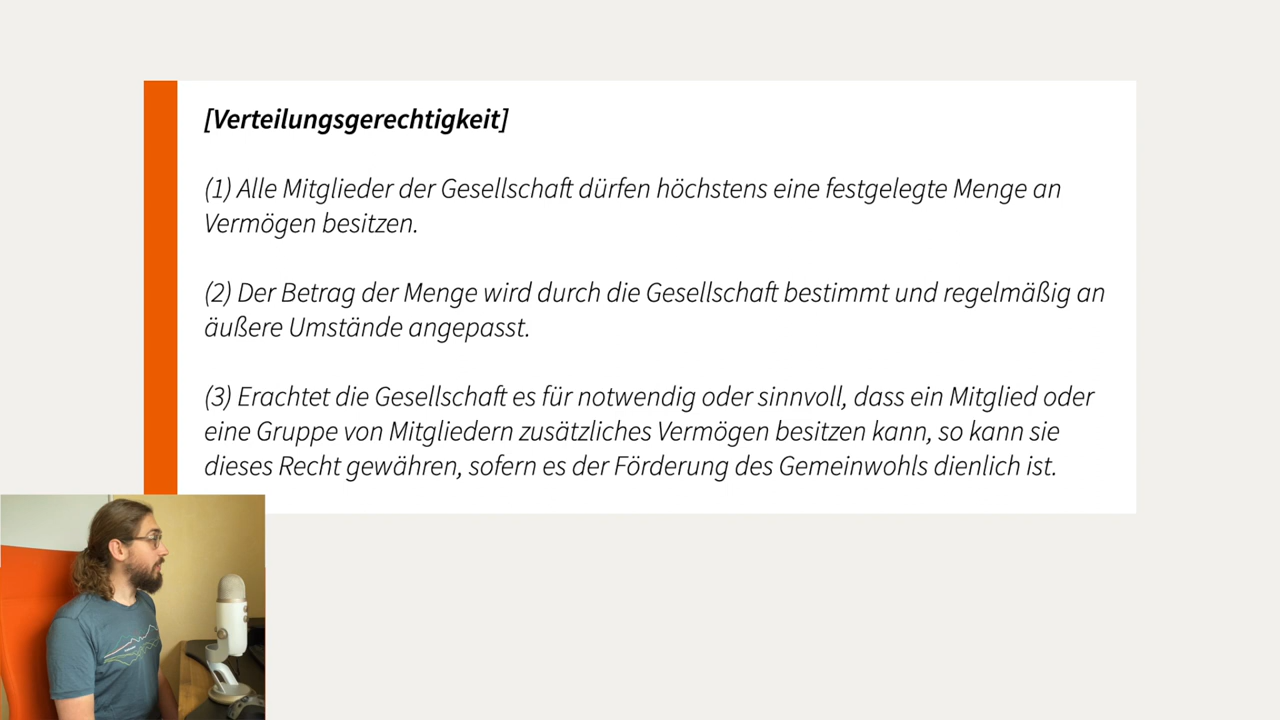 [Verteilungsgerechtigkeit]
(1) Alle Mitglieder der Gesellschaft dürfen höchstens eine festgelegte Menge an
Vermögen besitzen.
(2) Der Betrag der Menge wird durch die Gesellschaft bestimmt und regelmäßig an
äußere Umstände angepasst.
(3) Erachtet die Gesellschaft es für notwendig oder sinnvoll, dass ein Mitglied oder
eine Gruppe von Mitgliedern zusätzliches Vermögen besitzen kann, so kann sie
dieses Recht gewähren, sofern es der Förderung des Gemeinwohls dienlich ist.